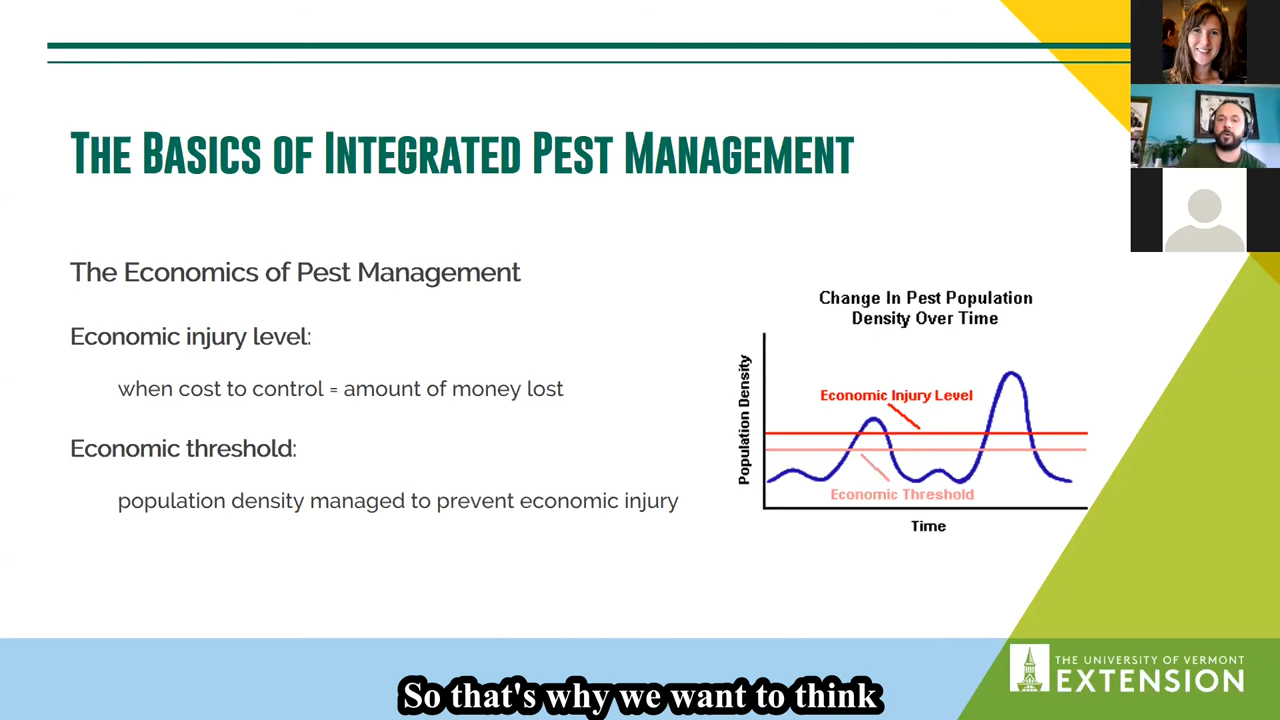 THE BASICS OF INTEGRATED PEST MANAGEMENT
The Economics of Pest Management
Economic injury level:
when cost to control = amount of money lost
Economic threshold:
population density managed to prevent economic injury
Change In Pest Population
Density Over Time
Population Density
Economic Injury Level
Economic Threshold
Time
THE UNIVERSITY OF VERMONT
EXTENSION
So that's why we want to think